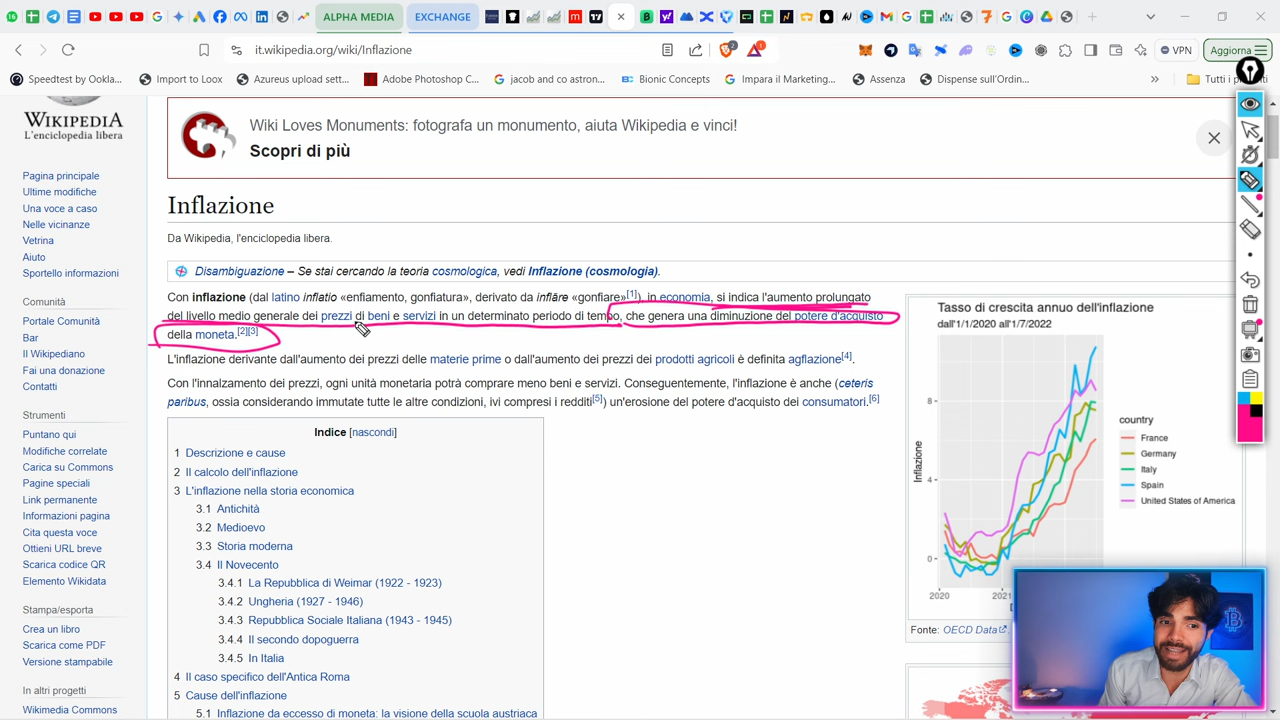 ALPHA MEDIA
EXCHANGE
it.wikipedia.org/wiki/Inflazione
2
1
VPN
Aggiorna
Speedtest by Ookla...
Import to Loox
Azureus upload sett...
Adobe Photoshop C...
jacob and co astron...
Bionic Concepts
Impara il Marketing...
Assenza
Dispense sull'Ordin...
»
Tutti i
WIKIPEDIA
L'enciclopedia libera
Pagina principale
Ultime modifiche
Una voce a caso
Nelle vicinanze
Vetrina
Aiuto
Sportello informazioni
Comunità
Portale Comunità
Bar
Il Wikipediano
Fai una donazione
Contatti
Strumenti
Puntano qui
Modifiche correlate
Carica su Commons
Pagine speciali
Link permanente
Informazioni pagina
Cita questa voce
Ottieni URL breve
Scarica codice QR
Elemento Wikidata
Stampa/esporta
Crea un libro
Scarica come PDF
Versione stampabile
In altri progetti
Wikimedia Commons
Wiki Loves Monuments: fotografa un monumento, aiuta Wikipedia e vinci!
Scopri di più
Inflazione
Da Wikipedia, l'enciclopedia libera.
Disambiguazione – Se stai cercando la teoria cosmologica, vedi Inflazione (cosmologia).
Con inflazione (dal latino inflatio «enfiamento, gonfiatura», derivato da inflāre «gonfiare»[1]), in economia, si indica l'aumento prolungato
del livello medio generale dei prezzi di beni e servizi in un determinato periodo di tempo, che genera una diminuzione del potere d'acquisto
della moneta.[2][3]
L'inflazione derivante dall'aumento dei prezzi delle materie prime o dall'aumento dei prezzi dei prodotti agricoli è definita agflazione[4].
Con l'innalzamento dei prezzi, ogni unità monetaria potrà comprare meno beni e servizi. Conseguentemente, l'inflazione è anche (ceteris
paribus, ossia considerando immutate tutte le altre condizioni, ivi compresi i redditi[5]) un'erosione del potere d'acquisto dei consumatori.[6]
Indice [nascondi]
1 Descrizione e cause
2 Il calcolo dell'inflazione
3 L'inflazione nella storia economica
3.1 Antichità
3.2 Medioevo
3.3 Storia moderna
3.4 Il Novecento
3.4.1 La Repubblica di Weimar (1922 - 1923)
3.4.2 Ungheria (1927 - 1946)
3.4.3 Repubblica Sociale Italiana (1943 - 1945)
3.4.4 Il secondo dopoguerra
3.4.5 In Italia
4 Il caso specifico dell'Antica Roma
5 Cause dell'inflazione
5.1 Inflazione da eccesso di moneta: la visione della scuola austriaca
Tasso di crescita annuo dell'inflazione
dall'1/1/2020 all'1/7/2022
Inflazione
8
4
0
2020
2021
country
France
Germany
Italy
Spain
United States of America
Fonte: OECD Data